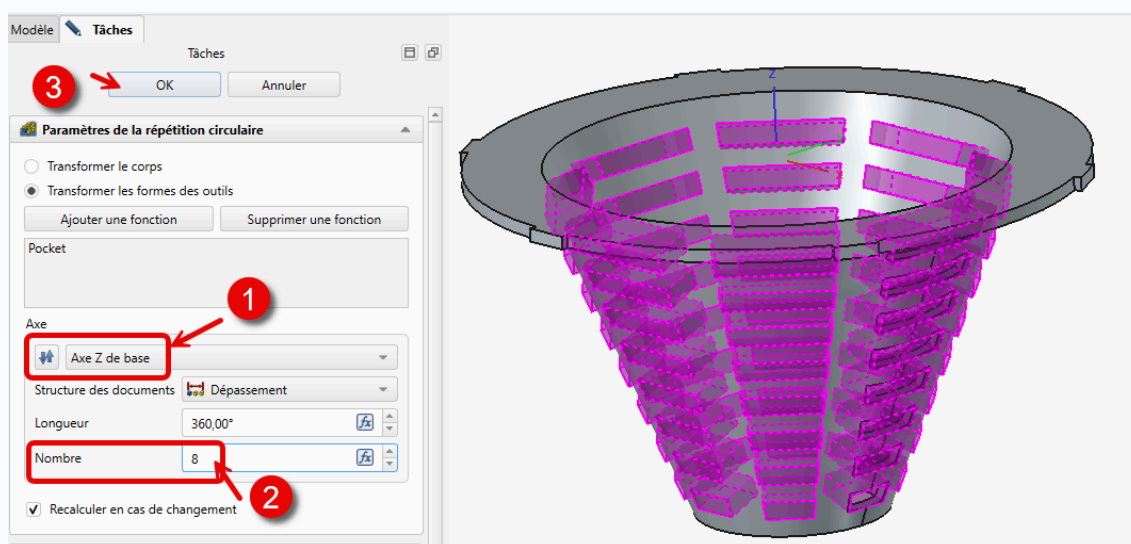 Modèle Tâches
Tâches
3 OK Annuler
Paramètres de la répétition circulaire
Transformer le corps
Transformer les formes des outils
Ajouter une fonction Supprimer une fonction
Pocket
1
Axe
Axe Z de base
Structure des documents Dépassement
Longueur 360,00° fx
Nombre 8 fx
2
Recalculer en cas de changement
Z
X